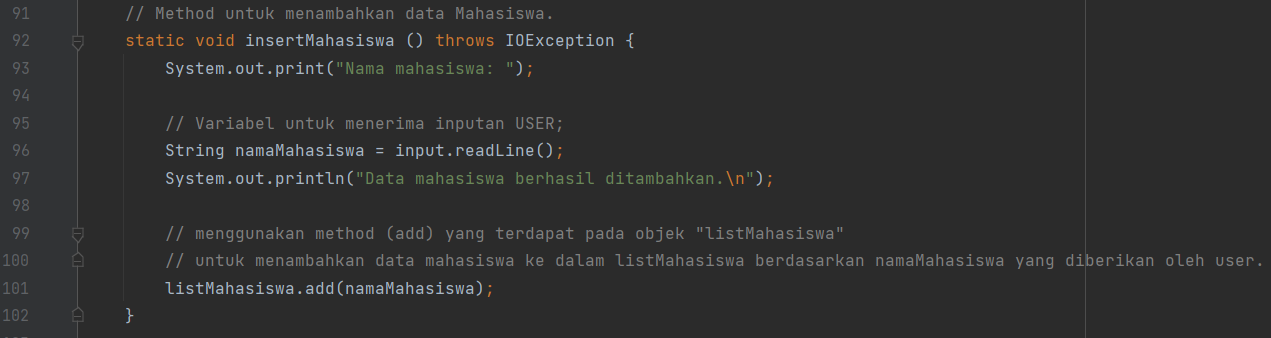 91 // Method untuk menambahkan data Mahasiswa.
92 static void insertMahasiswa () throws IOException {
93 System.out.print("Nama mahasiswa: ");
94
95 // Variabel untuk menerima inputan USER;
96 String namaMahasiswa = input.readLine();
97 System.out.println("Data mahasiswa berhasil ditambahkan.\n");
98
99 // menggunakan method (add) yang terdapat pada objek "listMahasiswa"
100 // untuk menambahkan data mahasiswa ke dalam listMahasiswa berdasarkan namaMahasiswa yang diberikan oleh user.
101 listMahasiswa.add(namaMahasiswa);
102 }